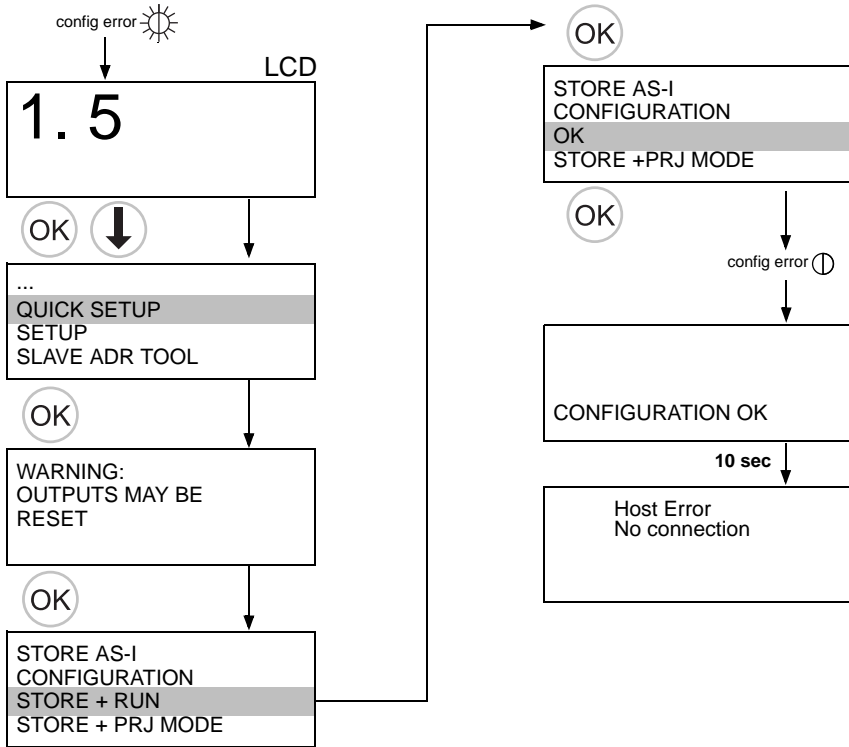 config error
LCD
1. 5
OK
...
QUICK SETUP
SETUP
SLAVE ADR TOOL
OK
WARNING:
OUTPUTS MAY BE
RESET
OK
STORE AS-I
CONFIGURATION
STORE + RUN
STORE + PRJ MODE
OK
STORE AS-I
CONFIGURATION
OK
STORE +PRJ MODE
OK
config error
CONFIGURATION OK
10 sec
Host Error
No connection